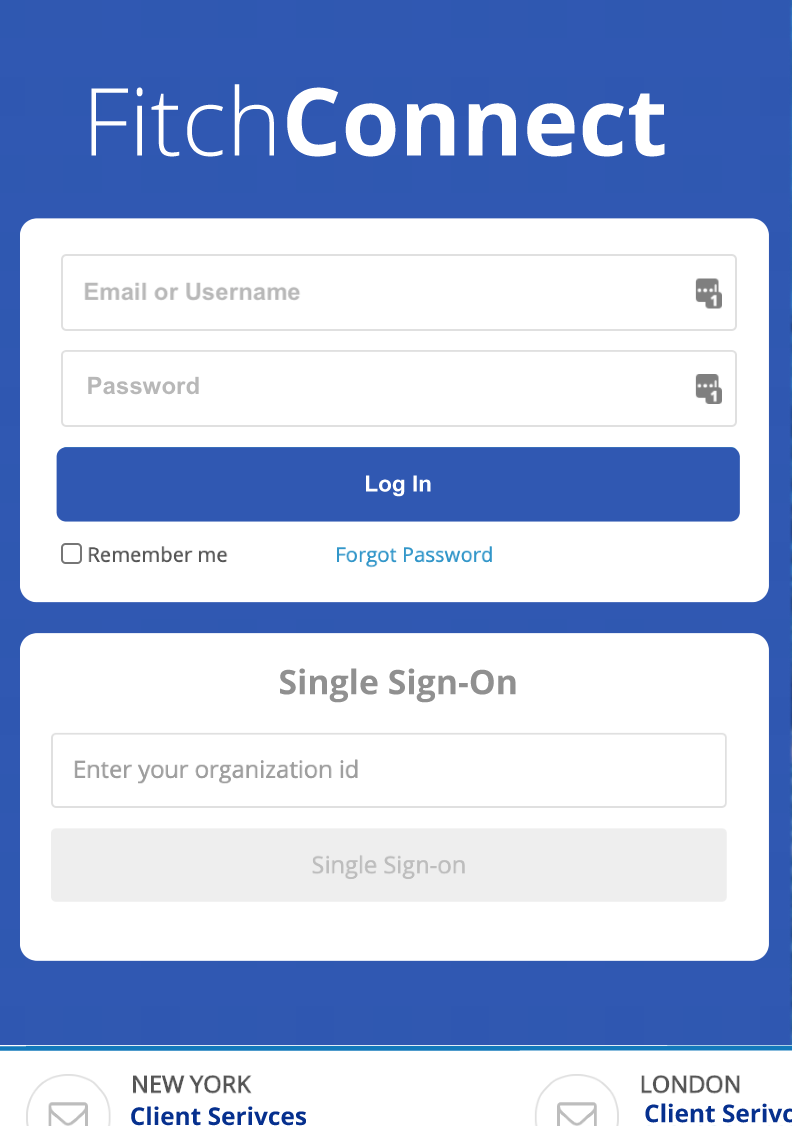 FitchConnect
Email or Username
Password
Log In
Remember me
Forgot Password
Single Sign-On
Enter your organization id
Single Sign-on
NEW YORK
Client Serivces
LONDON
Client Serivc